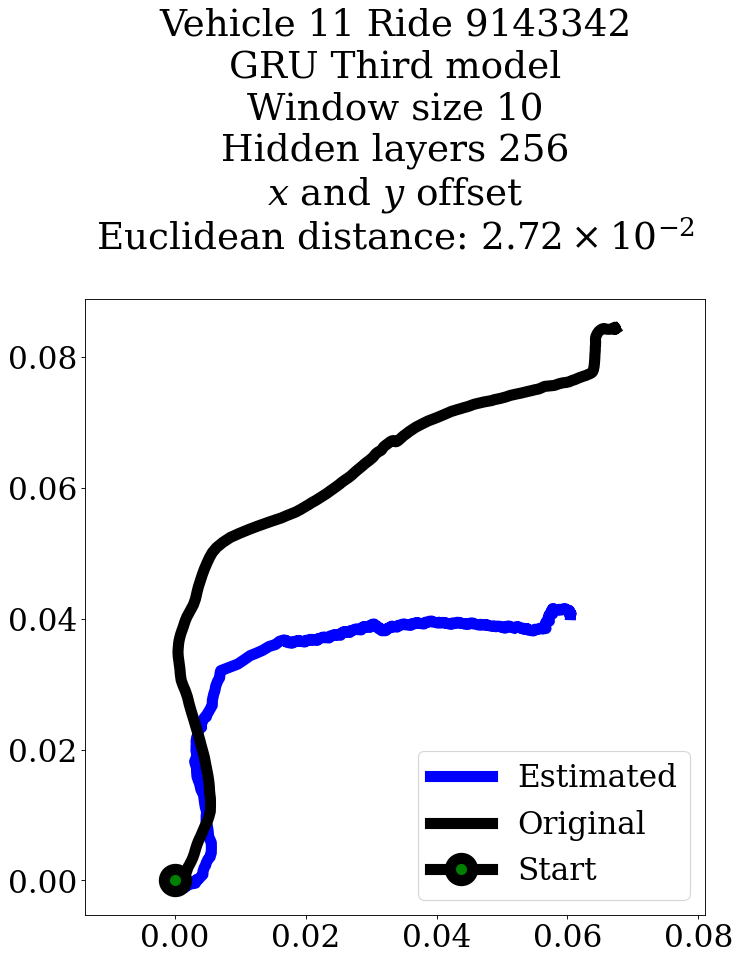 Vehicle 11 Ride 9143342
GRU Third model
Window size 10
Hidden layers 256
x and y offset
Euclidean distance: 2.72 × 10⁻²
0.08
0.06
0.04
0.02
0.00
Estimated
Original
Start
0.00 0.02 0.04 0.06 0.08